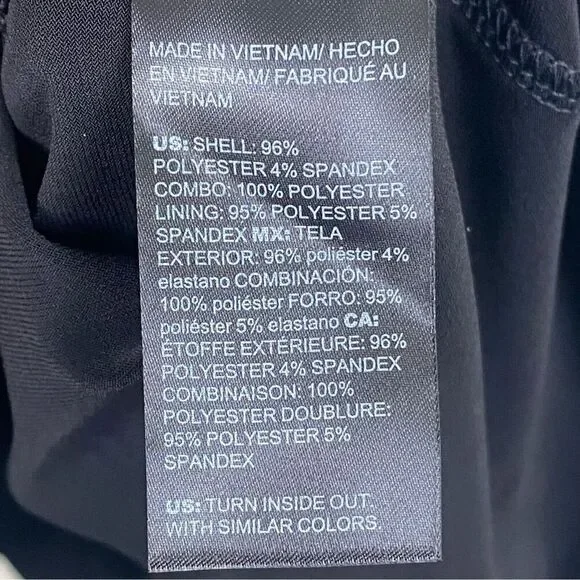 MADE IN VIETNAM/ HECHO
EN VIETNAM/ FABRIQUÉ AU
VIETNAM
US: SHELL: 96%
POLYESTER 4% SPANDEX
COMBO: 100% POLYESTER
LINING: 95% POLYESTER 5%
SPANDEX MX: TELA
EXTERIOR: 96% poliéster 4%
elastano COMBINACIÓN:
100% poliéster FORRO: 95%
poliéster 5% elastano CA:
ÉTOFFE EXTÉRIEURE: 96%
POLYESTER 4% SPANDEX
COMBINAISON: 100%
POLYESTER DOUBLURE:
95% POLYESTER 5%
SPANDEX
US: TURN INSIDE OUT.
WITH SIMILAR COLORS.